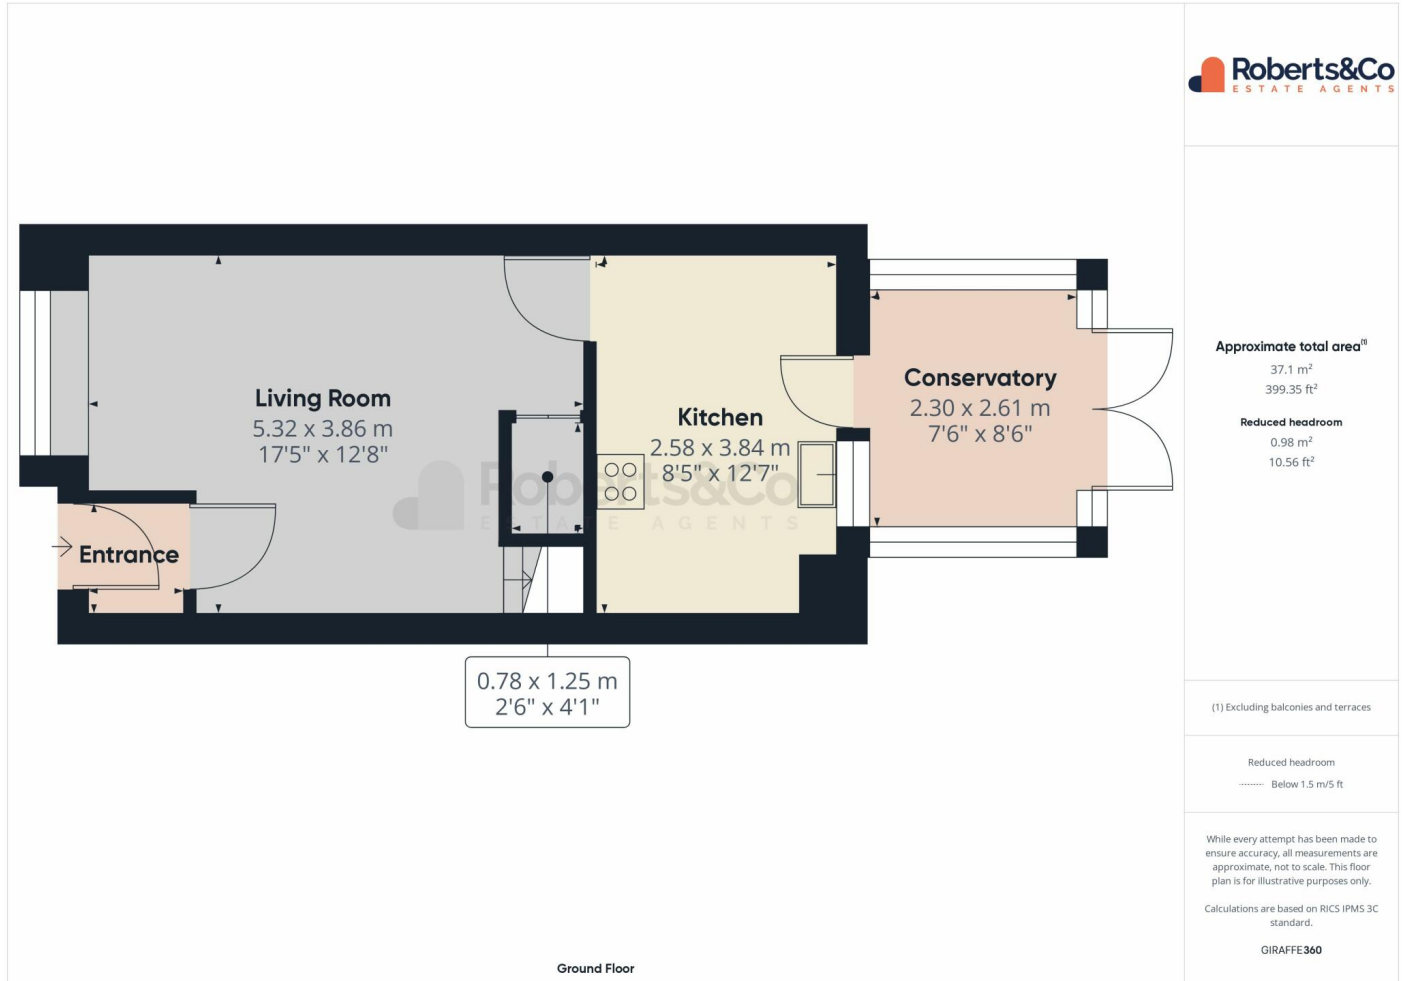 Roberts&Co
ESTATE AGENTS
Approximate total area(1)
37.1 m²
399.35 ft²
Reduced headroom
0.98 m²
10.56 ft²
(1) Excluding balconies and terraces
Reduced headroom
Below 1.5 m/5 ft
While every attempt has been made to
ensure accuracy, all measurements are
approximate, not to scale. This floor
plan is for illustrative purposes only.
Calculations are based on RICS IPMS 3C
standard.
GIRAFFE360
Living Room
5.32 x 3.86 m
17'5" x 12'8"
Kitchen
2.58 x 3.84 m
8'5" x 12'7"
Conservatory
2.30 x 2.61 m
7'6" x 8'6"
Roberts&Co
ESTATE AGENTS
Entrance
0.78 x 1.25 m
2'6" x 4'1"
Ground Floor